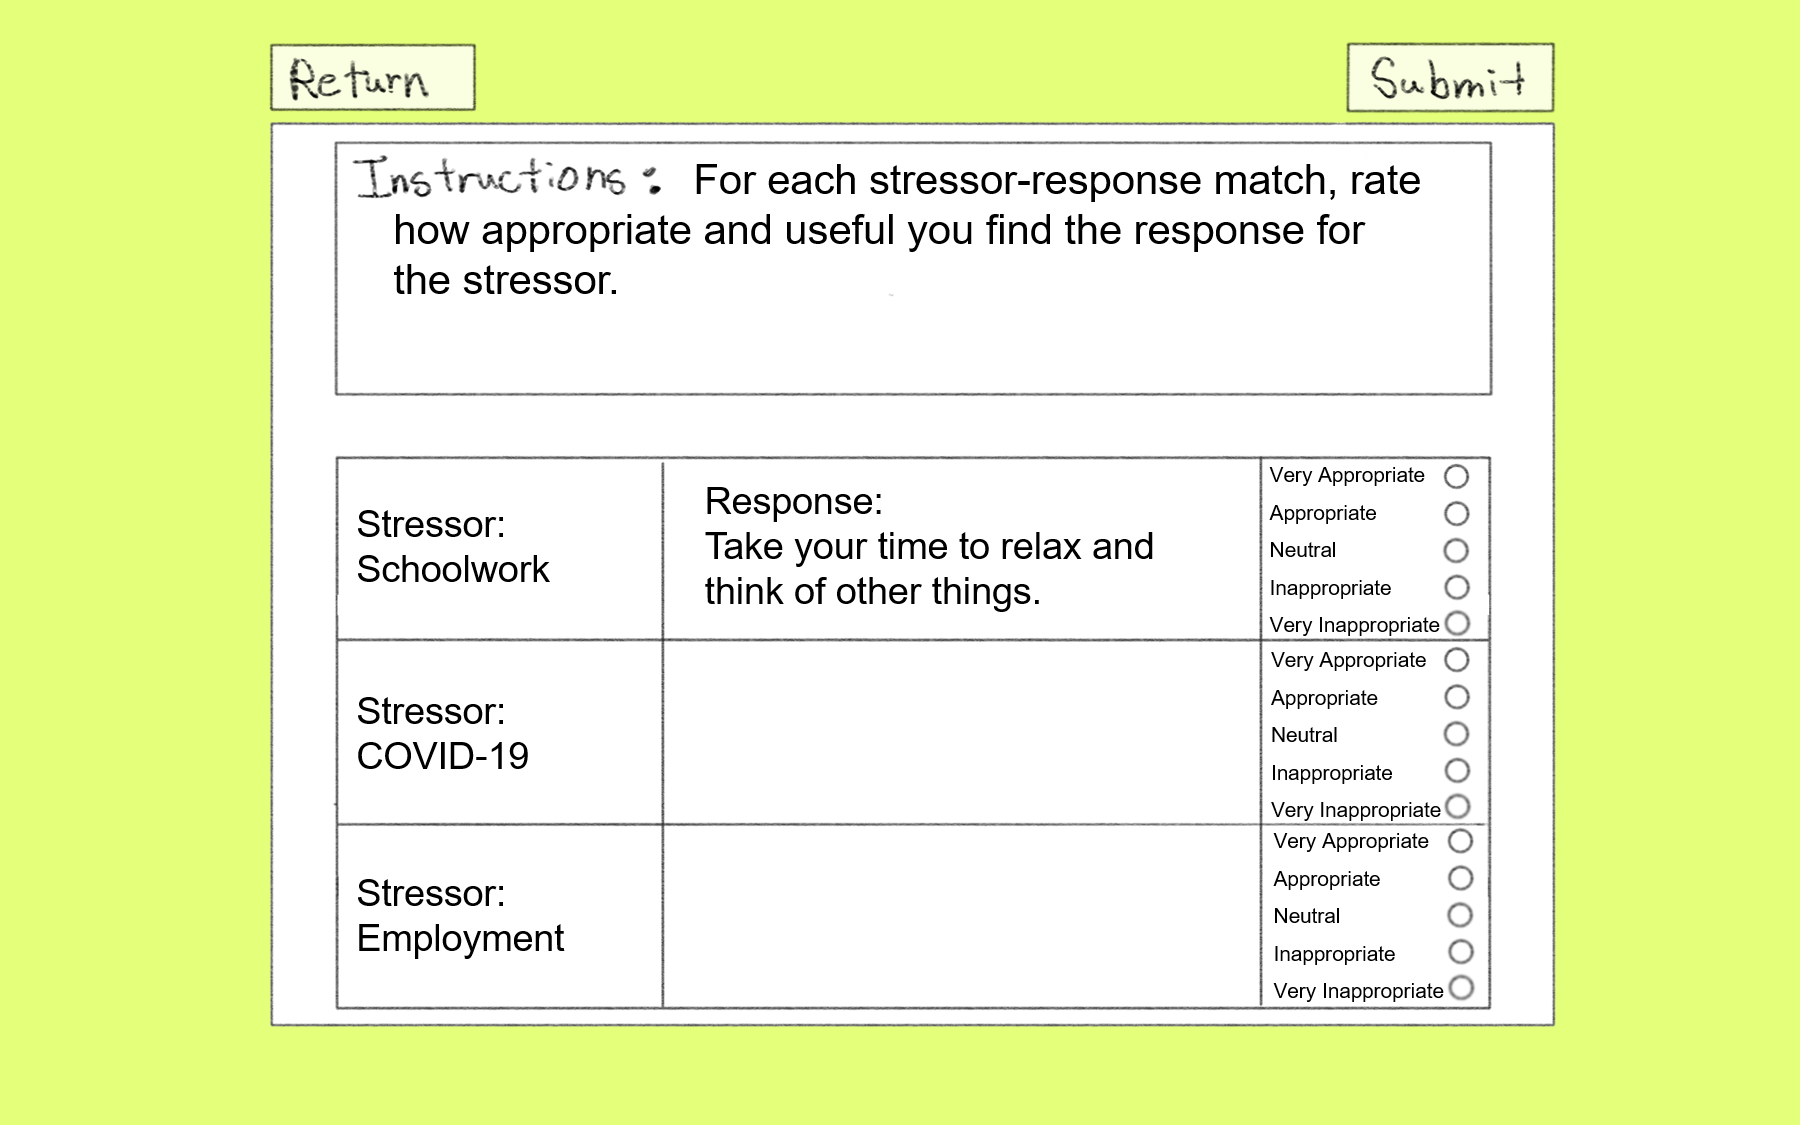 Return
Submit
Instructions: For each stressor-response match, rate
how appropriate and useful you find the response for
the stressor.
Stressor:
Schoolwork
Response:
Take your time to relax and
think of other things.
Very Appropriate
Appropriate
Neutral
Inappropriate
Very Inappropriate
Stressor:
COVID-19
Very Appropriate
Appropriate
Neutral
Inappropriate
Very Inappropriate
Stressor:
Employment
Very Appropriate
Appropriate
Neutral
Inappropriate
Very Inappropriate